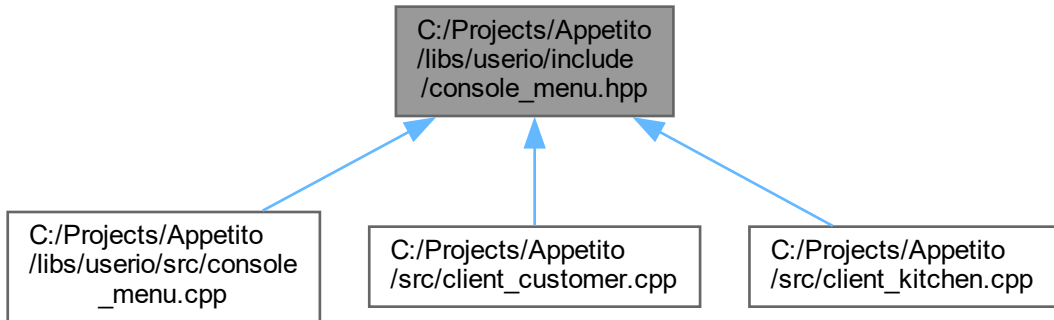 C:/Projects/Appetito
/libs/userio/include
/console_menu.hpp
C:/Projects/Appetito
/libs/userio/src/console
_menu.cpp
C:/Projects/Appetito
/src/client_customer.cpp
C:/Projects/Appetito
/src/client_kitchen.cpp